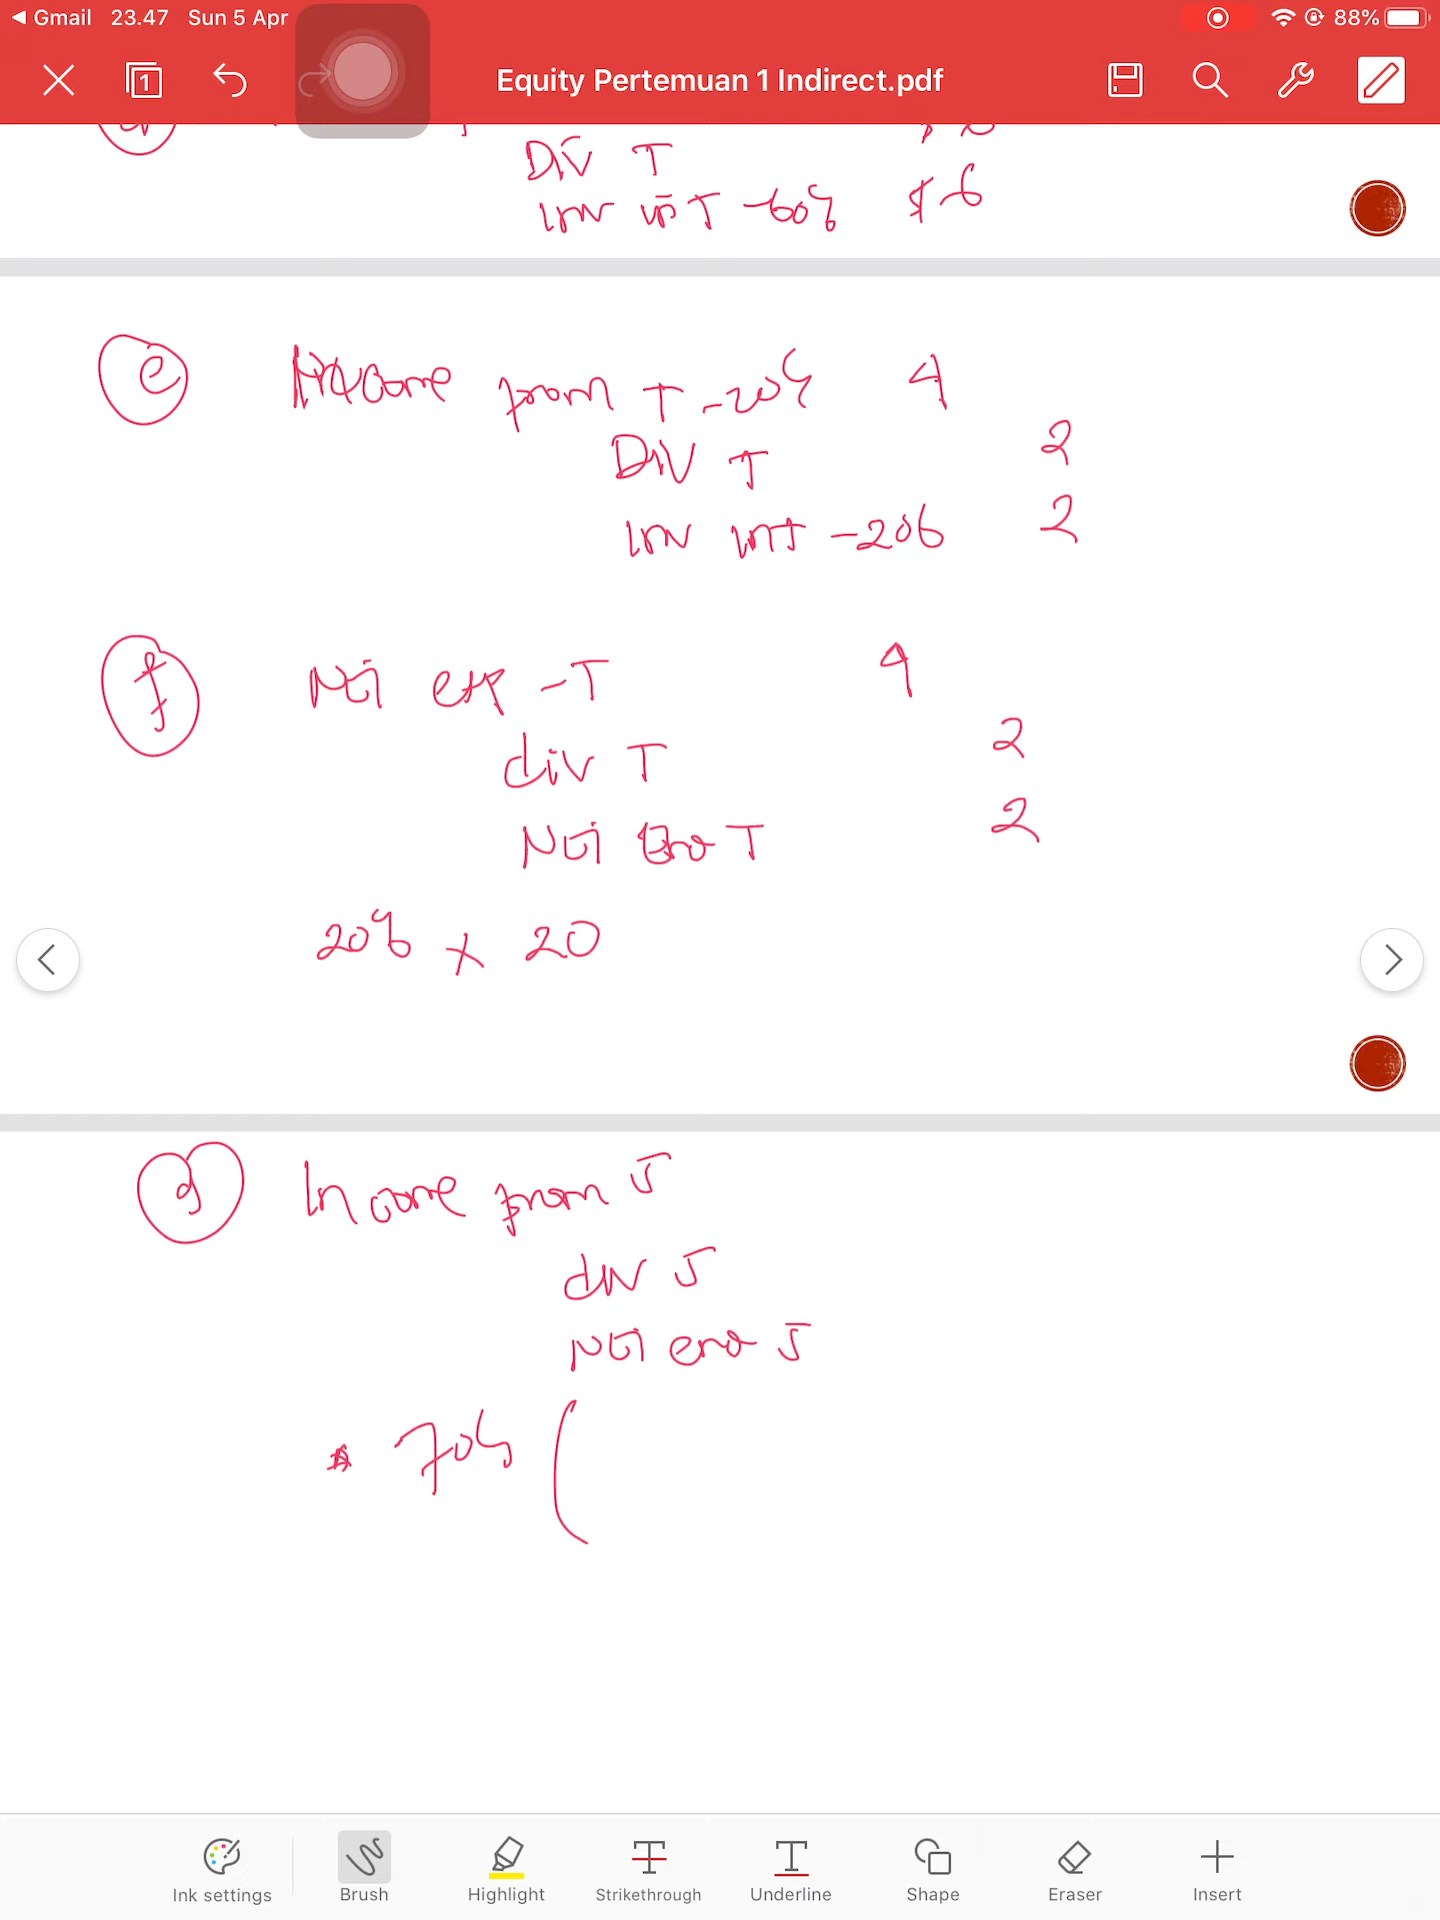 Gmail 23.47 Sun 5 Apr 88%
Equity Pertemuan 1 Indirect.pdf
Div T
inv in T -60% $ 6
e Income from T -20% 4
Div T 2
inv in T -20% 2
f NCI exp -T 4
div T 2
NCI End T 2
20% x 20
g Income from J
div J
NCI end J
70% (
Ink settings Brush Highlight Strikethrough Underline Shape Eraser Insert